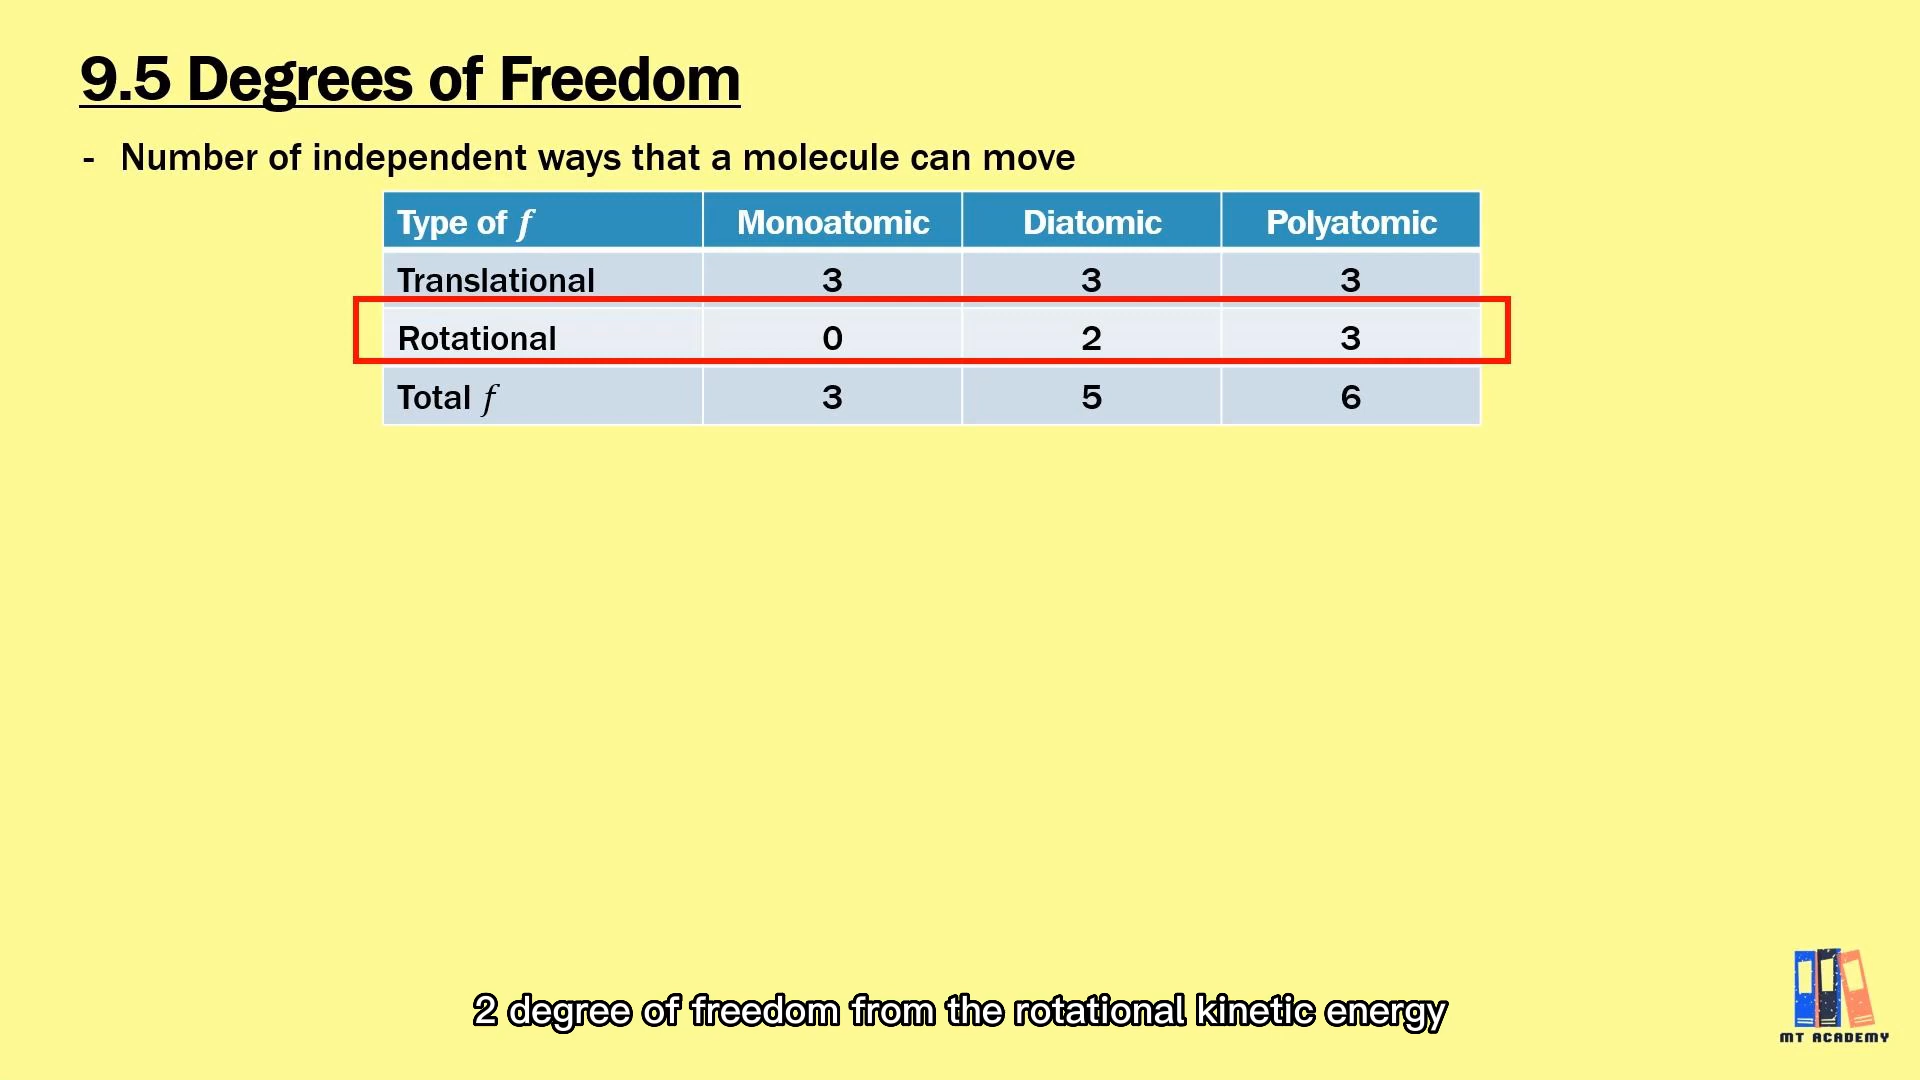 9.5 Degrees of Freedom
- Number of independent ways that a molecule can move
Type of f Monoatomic Diatomic Polyatomic
Translational 3 3 3
Rotational 0 2 3
Total f 3 5 6
2 degree of freedom from the rotational kinetic energy
MT ACADEMY